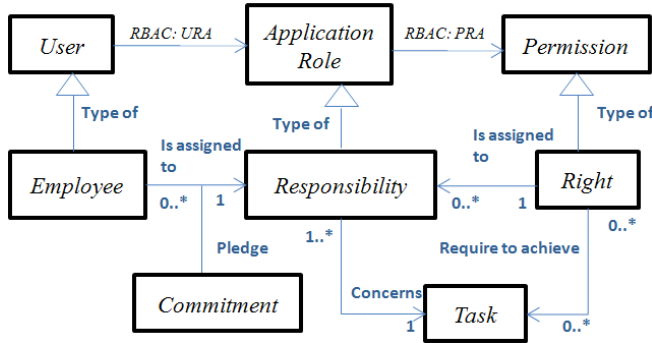 User
RBAC: URA
Application
Role
RBAC: PRA
Permission
Type of
Type of
Type of
Is assigned
to
Is assigned
to
Employee
Responsibility
Right
0..*
1
0..*
1
0..*
1..*
Pledge
Require to achieve
Commitment
Concerns
1
Task
0..*